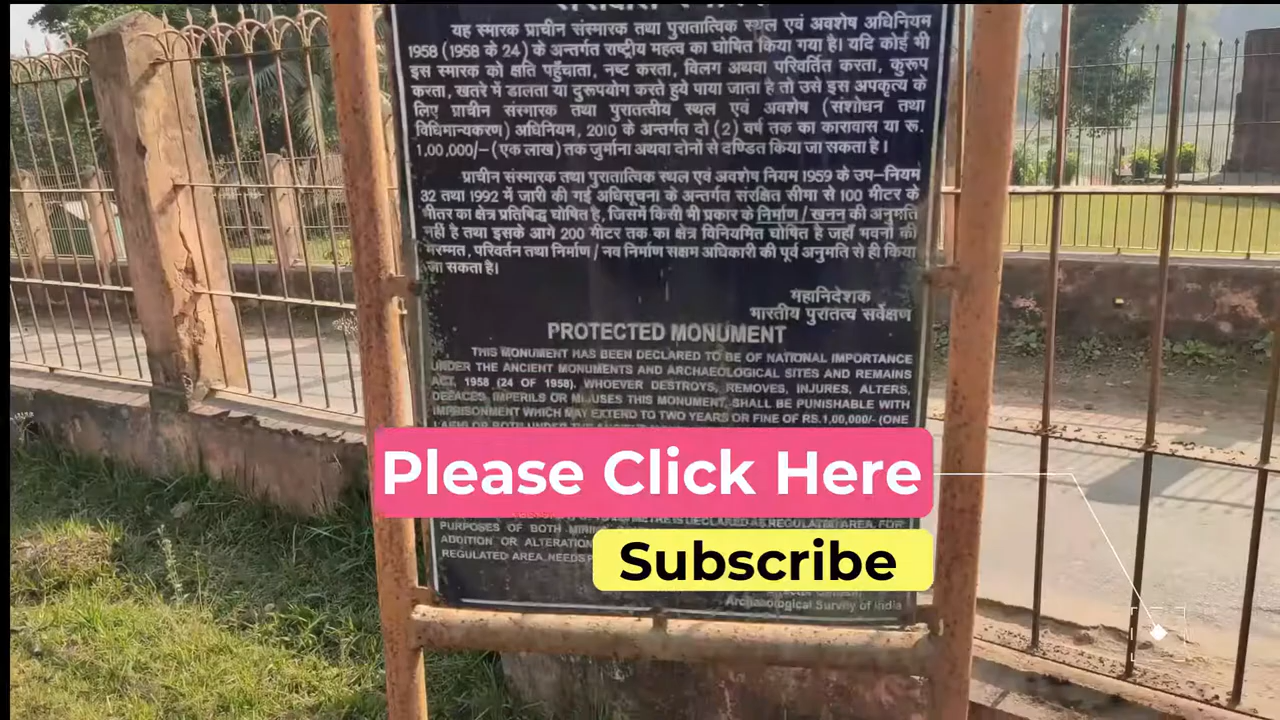 यह स्मारक प्राचीन संस्मारक तथा पुरातात्विक स्थल एवं अवशेष अधिनियम
1958 (1958 के 24) के अन्तर्गत राष्ट्रीय महत्व का घोषित किया गया है। यदि कोई भी
इस स्मारक को क्षति पहुँचाता, नष्ट करता, विलग अथवा परिवर्तित करता, कुरूप
करता, खतरे में डालता या दुरूपयोग करते हुये पाया जाता है तो उसे इस अपकृत्य के
लिए प्राचीन संस्मारक तथा पुरातत्वीय स्थल एवं अवशेष (संशोधन तथा
विधिमान्यकरण) अधिनियम, 2010 के अन्तर्गत दो (2) वर्ष तक का कारावास या रू.
1,00,000/–(एक लाख) तक जुर्माना अथवा दोनों से दण्डित किया जा सकता है।
प्राचीन संस्मारक तथा पुरातात्विक स्थल एवं अवशेष नियम 1959 के उप–नियम
32 तथा 1992 में जारी की गई अधिसूचना के अन्तर्गत संरक्षित सीमा से 100 मीटर के
भीतर का क्षेत्र प्रतिषिद्ध घोषित है, जिसमें किसी भी प्रकार के निर्माण / खनन की अनुमति
नहीं है तथा इसके आगे 200 मीटर तक का क्षेत्र विनियमित घोषित है जहाँ भवनों की
मरम्मत, परिवर्तन तथा निर्माण / नव निर्माण सक्षम अधिकारी की पूर्व अनुमति से ही किया
जा सकता है।
महानिदेशक
भारतीय पुरातत्व सर्वेक्षण
PROTECTED MONUMENT
THIS MONUMENT HAS BEEN DECLARED TO BE OF NATIONAL IMPORTANCE
UNDER THE ANCIENT MONUMENTS AND ARCHAEOLOGICAL SITES AND REMAINS
ACT, 1958 (24 OF 1958). WHOEVER DESTROYS, REMOVES, INJURES, ALTERS,
DEFACES, IMPERILS OR MISUSES THIS MONUMENT, SHALL BE PUNISHABLE WITH
IMPRISONMENT WHICH MAY EXTEND TO TWO YEARS OR FINE OF RS.1,00,000/- (ONE
Please Click Here
IS DECLARED AS REGULATED AREA FOR
PURPOSES OF BOTH
Subscribe
ADDITION OR ALTERATION
REGULATED AREA NEEDS
Archaeological Survey of India